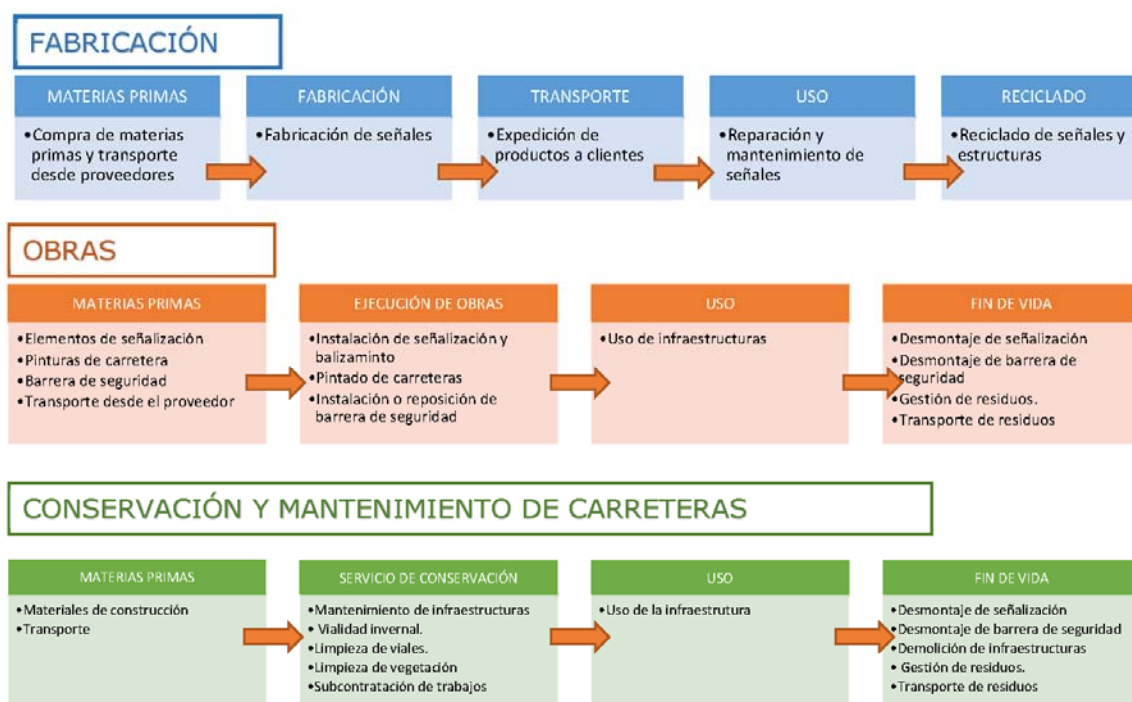 FABRICACIÓN
MATERIAS PRIMAS
•Compra de materias
primas y transporte
desde proveedores
FABRICACIÓN
•Fabricación de señales
TRANSPORTE
•Expedición de
productos a clientes
USO
•Reparación y
mantenimiento de
señales
RECICLADO
•Reciclado de señales y
estructuras
OBRAS
MATERIAS PRIMAS
•Elementos de señalización
•Pinturas de carretera
•Barrera de seguridad
•Transporte desde el proveedor
EJECUCIÓN DE OBRAS
•Instalación de señalización y
balizaminto
•Pintado de carreteras
•Instalación o reposición de
barrera de seguridad
USO
•Uso de infraestructuras
FIN DE VIDA
•Desmontaje de señalización
•Desmontaje de barrera de
seguridad
•Gestión de residuos.
•Transporte de residuos
CONSERVACIÓN Y MANTENIMIENTO DE CARRETERAS
MATERIAS PRIMAS
•Materiales de construcción
•Transporte
SERVICIO DE CONSERVACIÓN
•Mantenimiento de infraestructuras
• Vialidad invernal.
•Limpieza de viales.
•Limpieza de vegetación
•Subcontratación de trabajos
USO
•Uso de la infraestrutura
FIN DE VIDA
•Desmontaje de señalización
•Desmontaje de barrera de seguridad
•Demolición de infraestructuras
• Gestión de residuos.
•Transporte de residuos